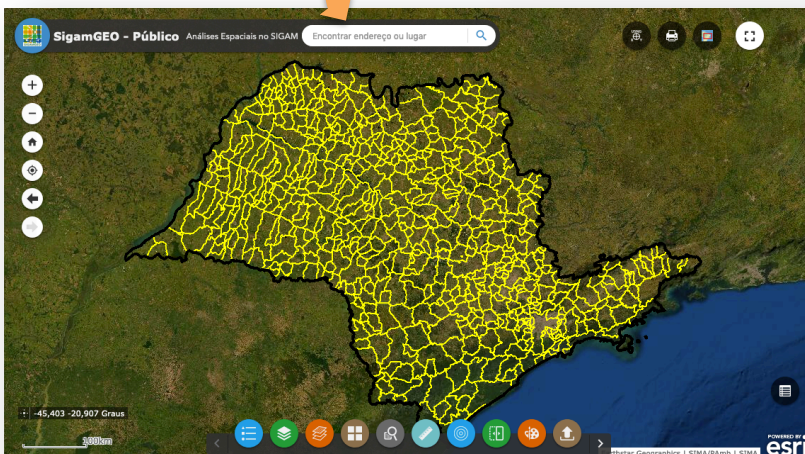 SigamGEO - Público Análises Espaciais no SIGAM
Encontrar endereço ou lugar
-45,403 -20,907 Graus
100km
Geographics | SIMA/PAmb | SIMA
POWERED BY
esri